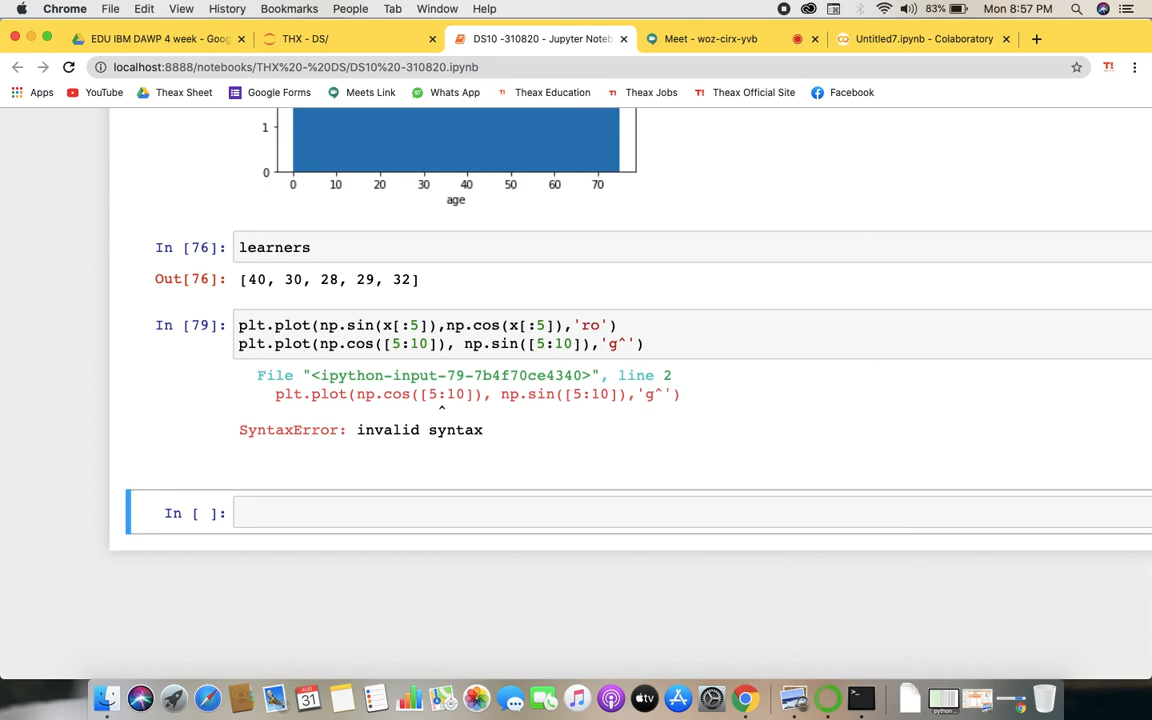 Chrome File Edit View History Bookmarks People Tab Window Help 83% Mon 8:57 PM
EDU IBM DAWP 4 week - Goog THX - DS/ DS10 -310820 - Jupyter Noteb Meet - woz-cirx-yvb Untitled7.ipynb - Colaboratory
localhost:8888/notebooks/THX%20-%20DS/DS10%20-310820.ipynb
Apps YouTube Theax Sheet Google Forms Meets Link Whats App Theax Education Theax Jobs Theax Official Site Facebook
1
0
0 10 20 30 40 50 60 70
age
In [76]: learners
Out[76]: [40, 30, 28, 29, 32]
In [79]: plt.plot(np.sin(x[:5]),np.cos(x[:5]),'ro')
plt.plot(np.cos([5:10]), np.sin([5:10]),'g^')
File "<ipython-input-79-7b4f70ce4340>", line 2
plt.plot(np.cos([5:10]), np.sin([5:10]),'g^')
^
SyntaxError: invalid syntax
In [ ]: